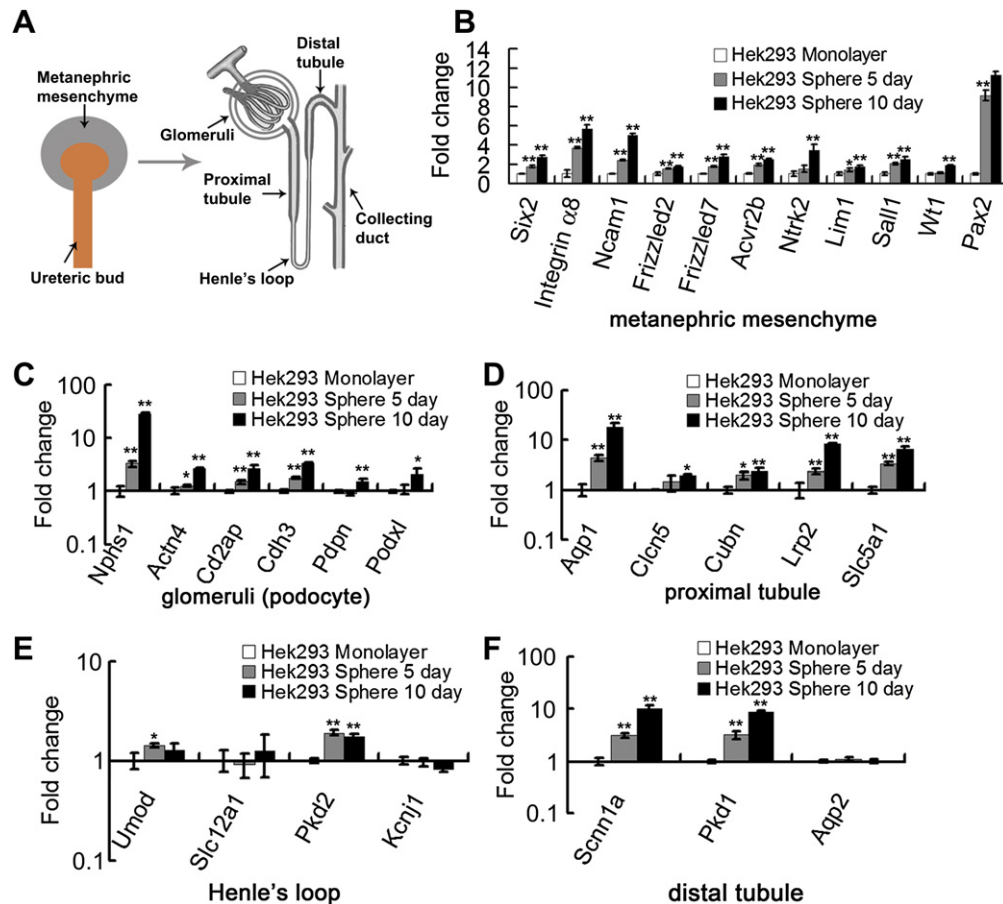 A
Metanephric
mesenchyme
Ureteric bud
Glomeruli
Distal
tubule
Proximal
tubule
Collecting
duct
Henle's loop
B
Fold change
14
12
10
8
6
4
2
0
Hek293 Monolayer
Hek293 Sphere 5 day
Hek293 Sphere 10 day
** ** ** ** ** ** ** ** ** ** ** ** ** * ** ** ** ** **
Six2
Integrin α8
Ncam1
Frizzled2
Frizzled7
Acvr2b
Ntrk2
Lim1
Sall1
Wt1
Pax2
metanephric mesenchyme
C
Fold change
100
10
1
0.1
Hek293 Monolayer
Hek293 Sphere 5 day
Hek293 Sphere 10 day
** ** * ** ** ** ** ** ** *
Nphs1
Actn4
Cd2ap
Cdh3
Pdpn
Podxl
glomeruli (podocyte)
D
Fold change
100
10
1
0.1
Hek293 Monolayer
Hek293 Sphere 5 day
Hek293 Sphere 10 day
** ** * * ** ** ** ** **
Aqp1
Clcn5
Cubn
Lrp2
Slc5a1
proximal tubule
E
Fold change
10
1
0.1
Hek293 Monolayer
Hek293 Sphere 5 day
Hek293 Sphere 10 day
* ** **
Umod
Slc12a1
Pkd2
Kcnj1
Henle's loop
F
Fold change
100
10
1
0.1
Hek293 Monolayer
Hek293 Sphere 5 day
Hek293 Sphere 10 day
** ** ** **
Scnn1a
Pkd1
Aqp2
distal tubule